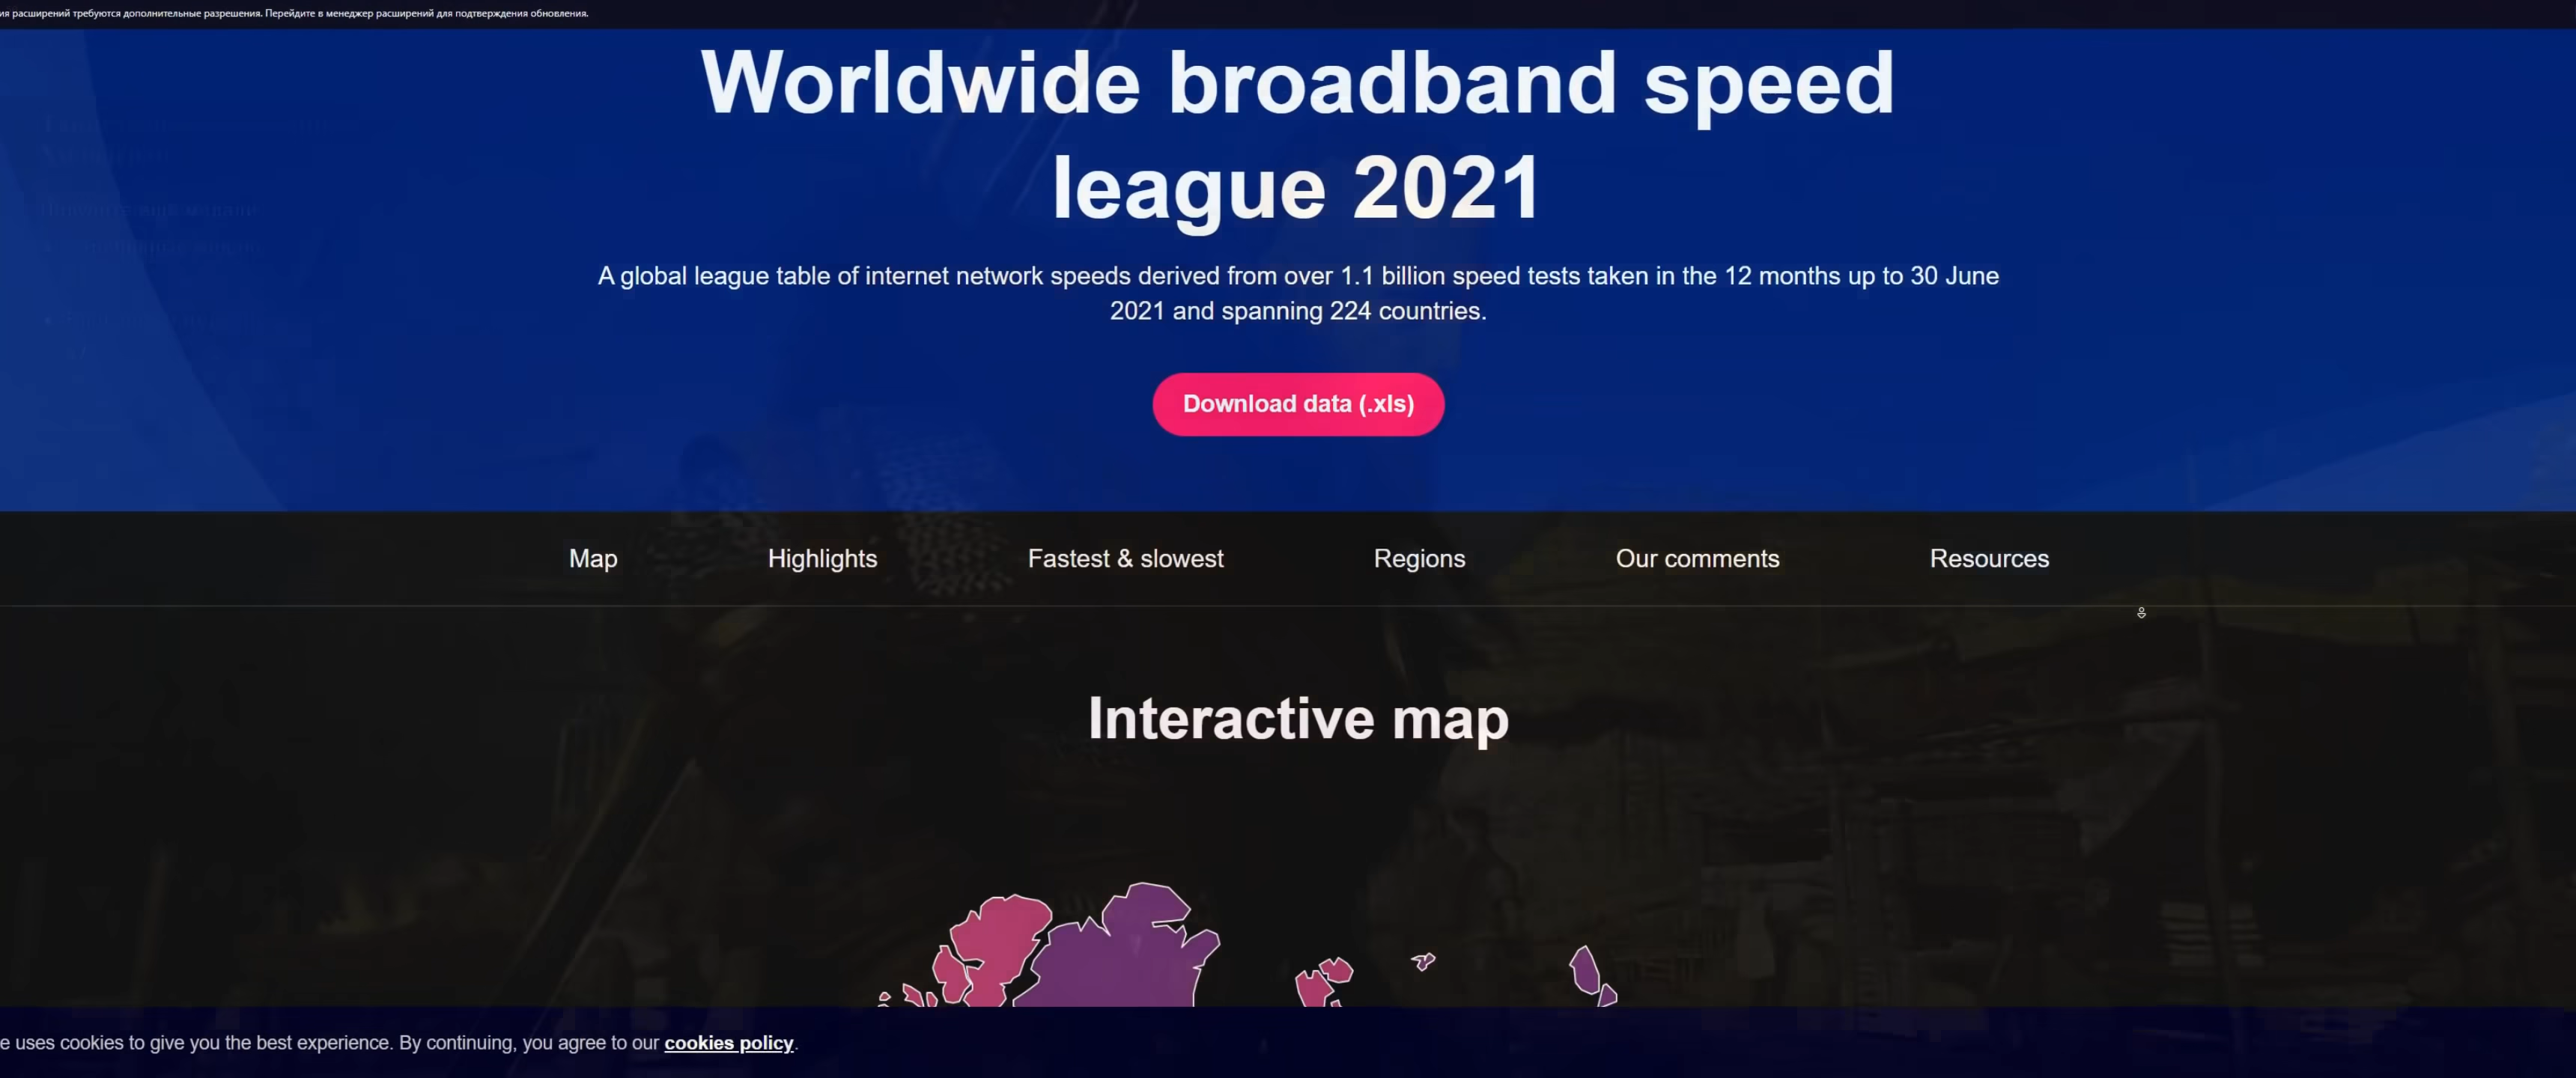 ия расширений требуются дополнительные разрешения. Перейдите в менеджер расширений для подтверждения обновления.
Worldwide broadband speed
league 2021
A global league table of internet network speeds derived from over 1.1 billion speed tests taken in the 12 months up to 30 June
2021 and spanning 224 countries.
Download data (.xls)
Map Highlights Fastest & slowest Regions Our comments Resources
Interactive map
e uses cookies to give you the best experience. By continuing, you agree to our cookies policy.